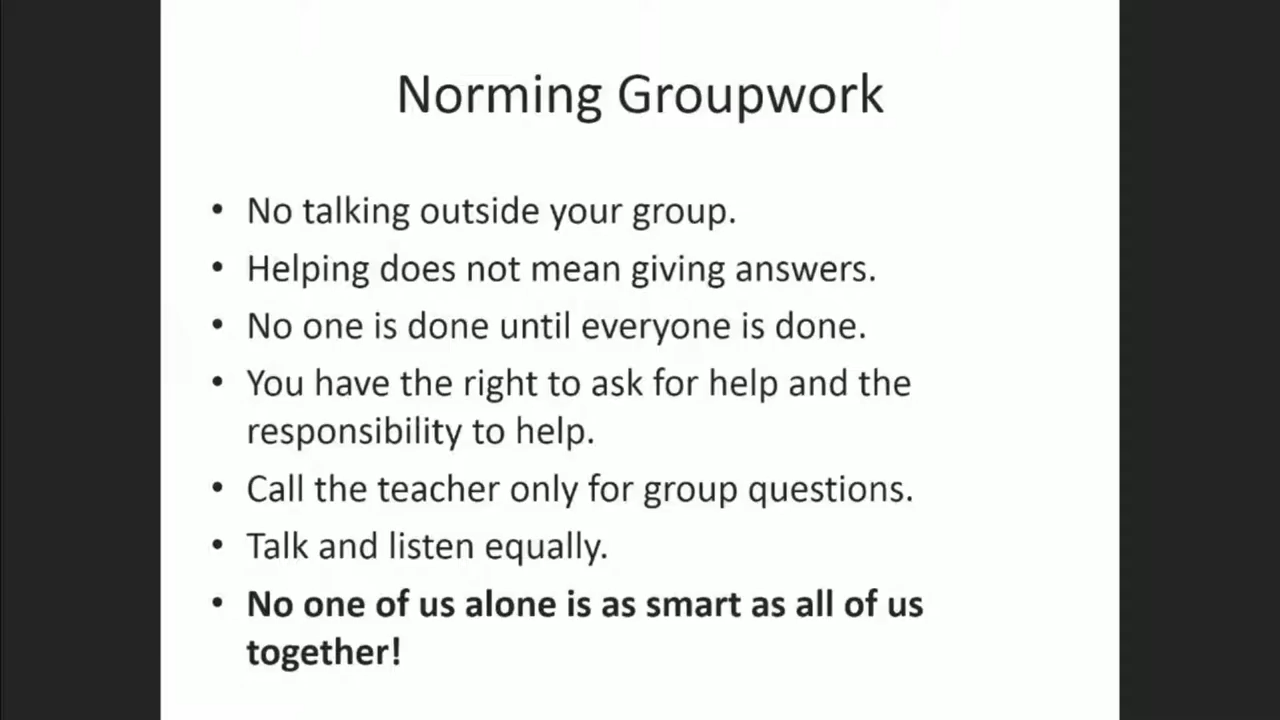 Norming Groupwork
• No talking outside your group.
• Helping does not mean giving answers.
• No one is done until everyone is done.
• You have the right to ask for help and the
responsibility to help.
• Call the teacher only for group questions.
• Talk and listen equally.
• No one of us alone is as smart as all of us
together!